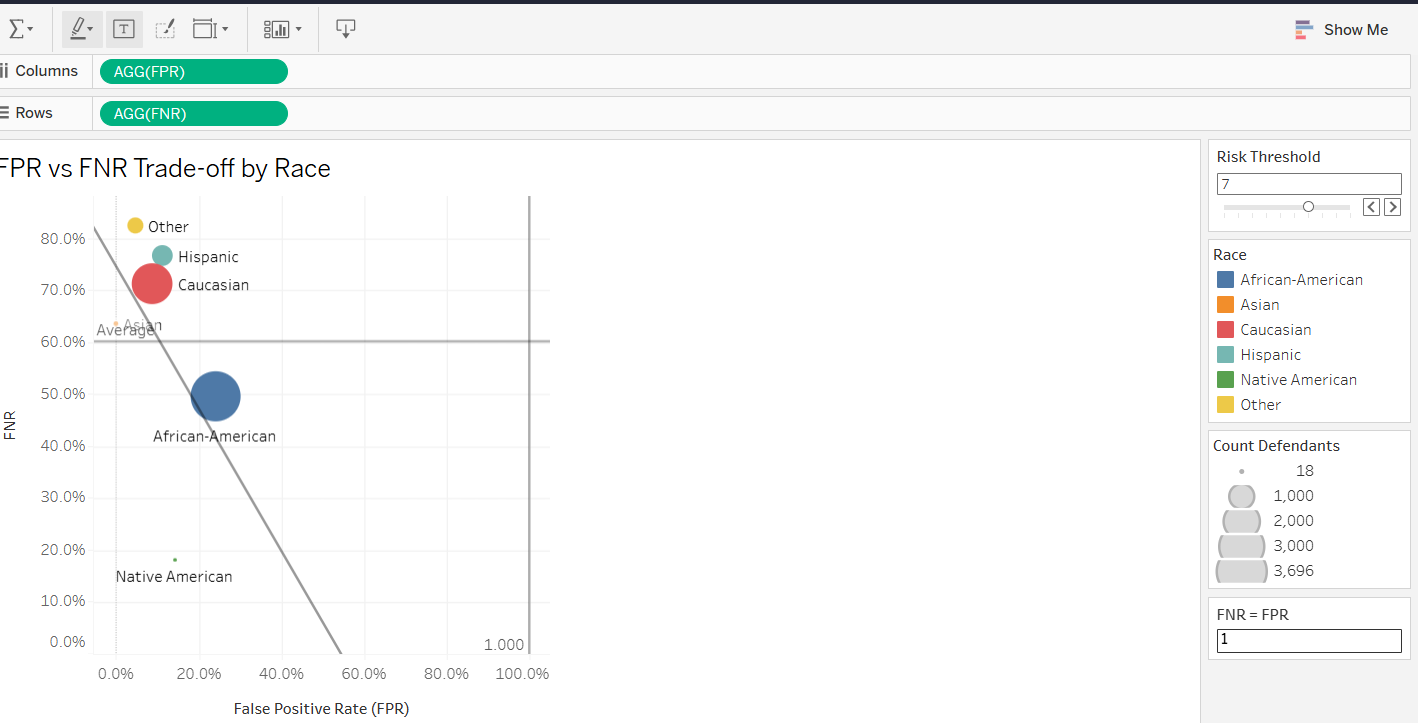 Show Me
Columns
AGG(FPR)
Rows
AGG(FNR)
FPR vs FNR Trade-off by Race
Other
Hispanic
Caucasian
Asian
Average
African-American
Native American
80.0%
70.0%
60.0%
50.0%
40.0%
30.0%
20.0%
10.0%
0.0%
FNR
1.000
0.0% 20.0% 40.0% 60.0% 80.0% 100.0%
False Positive Rate (FPR)
Risk Threshold
7
Race
African-American
Asian
Caucasian
Hispanic
Native American
Other
Count Defendants
18
1,000
2,000
3,000
3,696
FNR = FPR
1